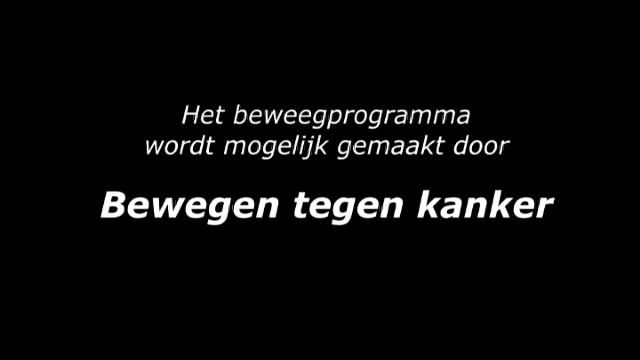 Het beweegprogramma
wordt mogelijk gemaakt door
Bewegen tegen kanker